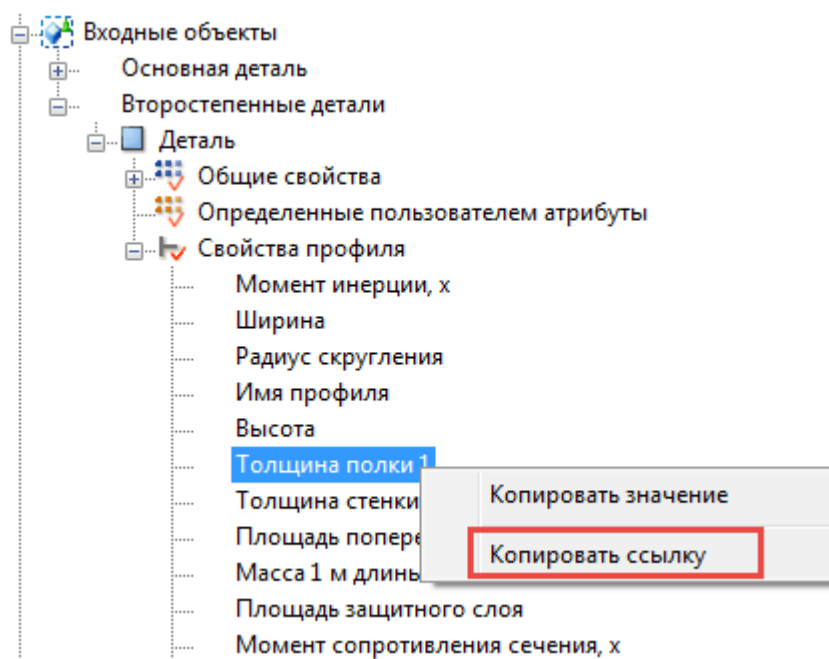 Входные объекты
Основная деталь
Второстепенные детали
Деталь
Общие свойства
Определенные пользователем атрибуты
Свойства профиля
Момент инерции, x
Ширина
Радиус скругления
Имя профиля
Высота
Толщина полки 1
Толщина стенки
Копировать значение
Площадь попере
Копировать ссылку
Масса 1 м длины
Площадь защитного слоя
Момент сопротивления сечения, x